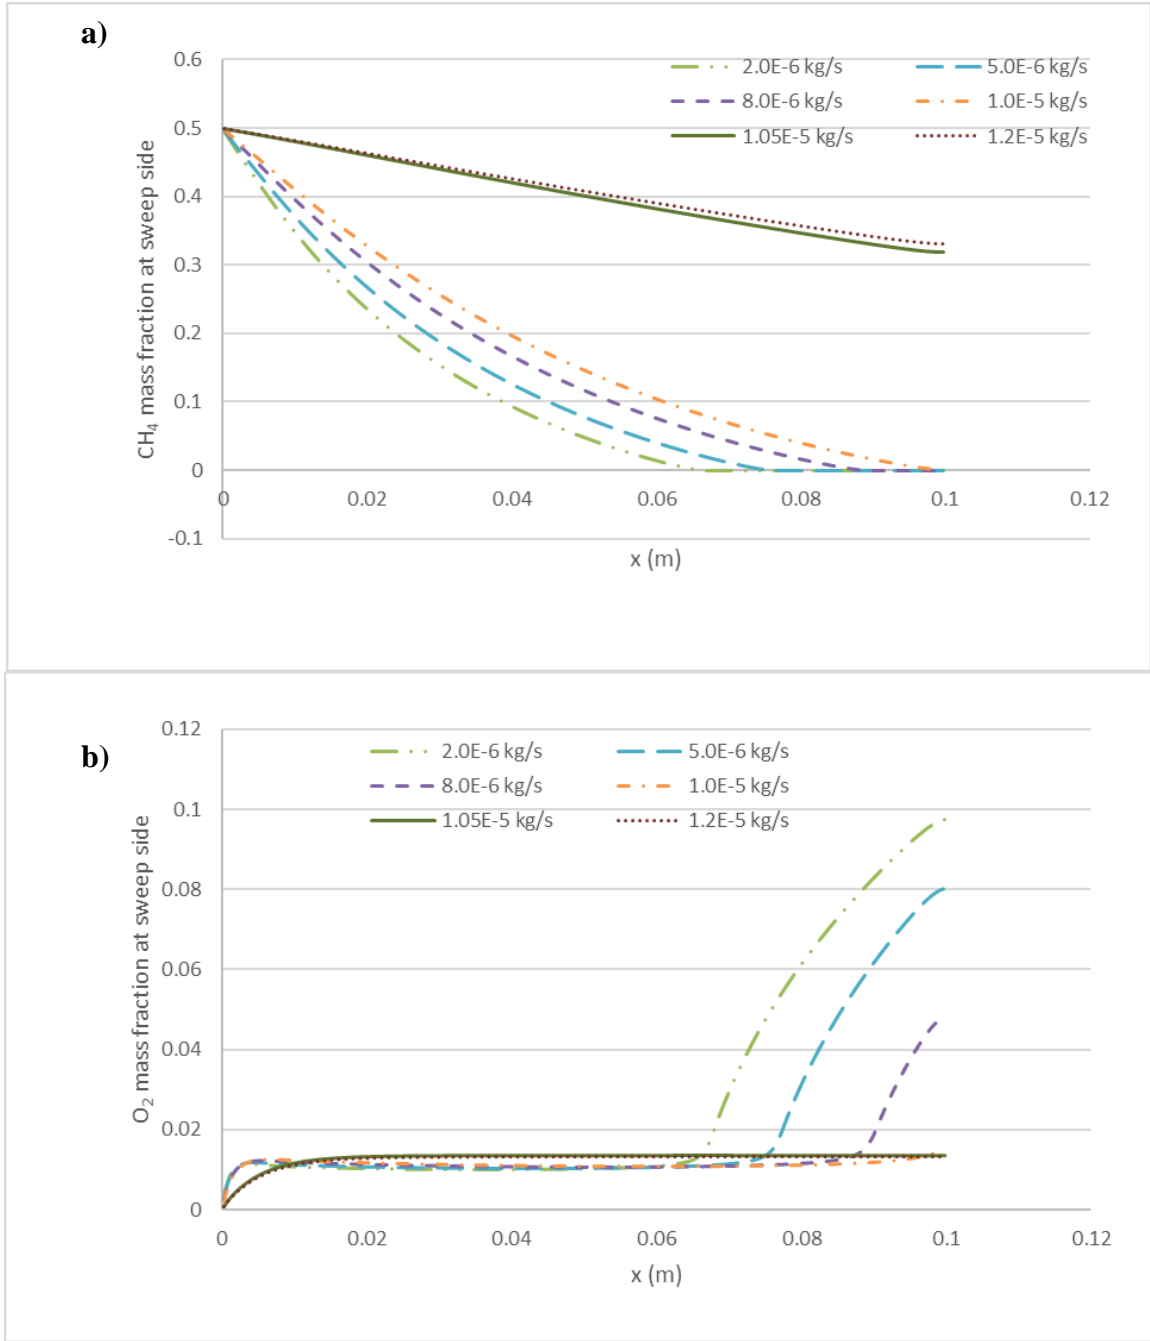 a)
0.6
2.0E-6 kg/s 5.0E-6 kg/s
8.0E-6 kg/s 1.0E-5 kg/s
1.05E-5 kg/s 1.2E-5 kg/s
0.5
0.4
0.3
0.2
0.1
0
-0.1
CH4 mass fraction at sweep side
0 0.02 0.04 0.06 0.08 0.1 0.12
x (m)
b)
0.12
2.0E-6 kg/s 5.0E-6 kg/s
8.0E-6 kg/s 1.0E-5 kg/s
1.05E-5 kg/s 1.2E-5 kg/s
0.1
0.08
0.06
0.04
0.02
0
O2 mass fraction at sweep side
0 0.02 0.04 0.06 0.08 0.1 0.12
x (m)